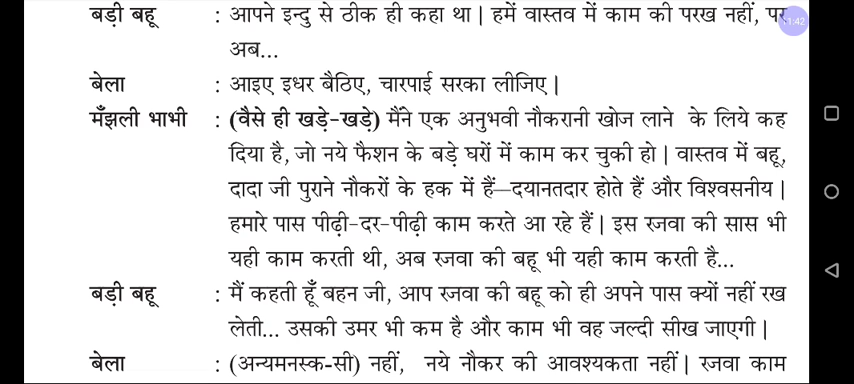 बड़ी बहू : आपने इन्दु से ठीक ही कहा था | हमें वास्तव में काम की परख नहीं, पर
अब...
बेला : आइए इधर बैठिए, चारपाई सरका लीजिए |
मँझली भाभी : (वैसे ही खड़े-खड़े) मैंने एक अनुभवी नौकरानी खोज लाने के लिये कह
दिया है, जो नये फैशन के बड़े घरों में काम कर चुकी हो | वास्तव में बहू,
दादा जी पुराने नौकरों के हक में हैं—दयानतदार होते हैं और विश्वसनीय |
हमारे पास पीढ़ी-दर-पीढ़ी काम करते आ रहे हैं | इस रजवा की सास भी
यही काम करती थी, अब रजवा की बहू भी यही काम करती है...
बड़ी बहू : मैं कहती हूँ बहन जी, आप रजवा की बहू को ही अपने पास क्यों नहीं रख
लेती... उसकी उमर भी कम है और काम भी वह जल्दी सीख जाएगी |
बेला : (अन्यमनस्क-सी) नहीं, नये नौकर की आवश्यकता नहीं | रजवा काम